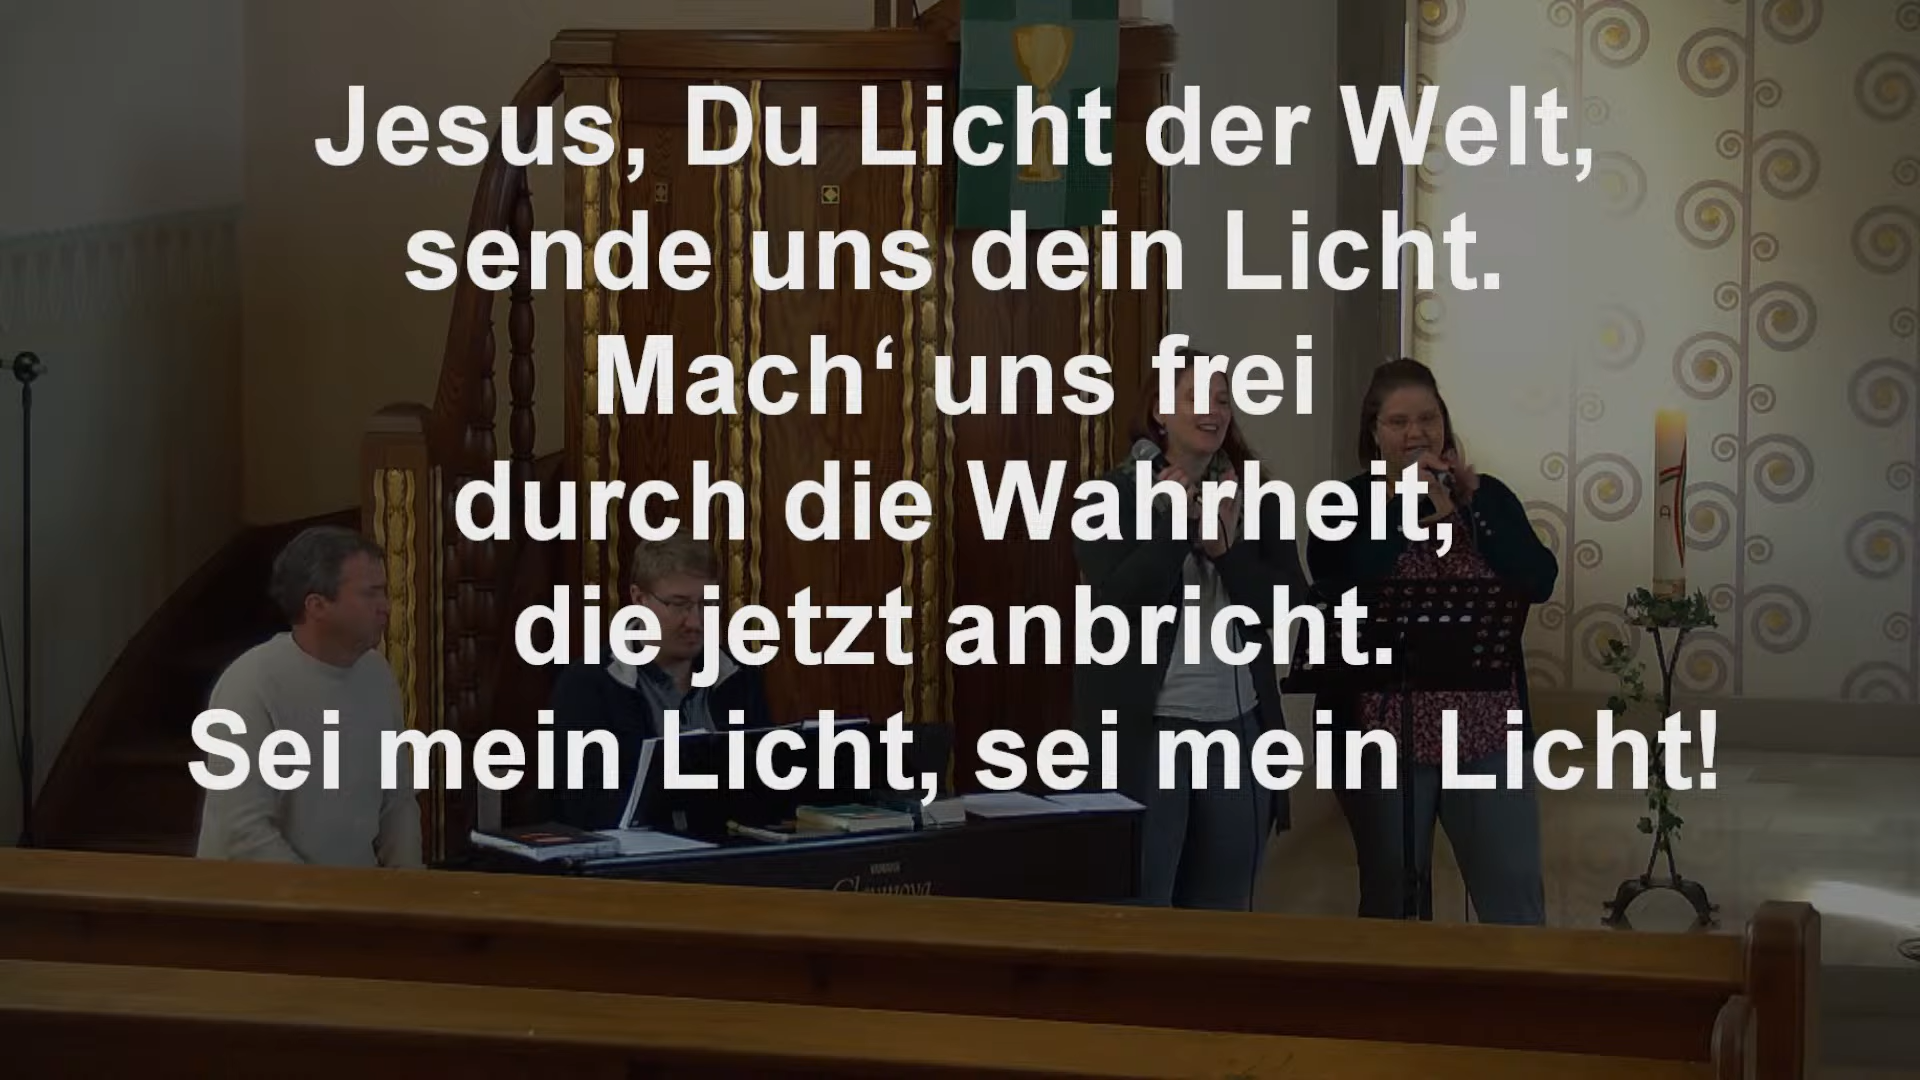 Jesus, Du Licht der Welt,
sende uns dein Licht.
Mach‘ uns frei
durch die Wahrheit,
die jetzt anbricht.
Sei mein Licht, sei mein Licht!